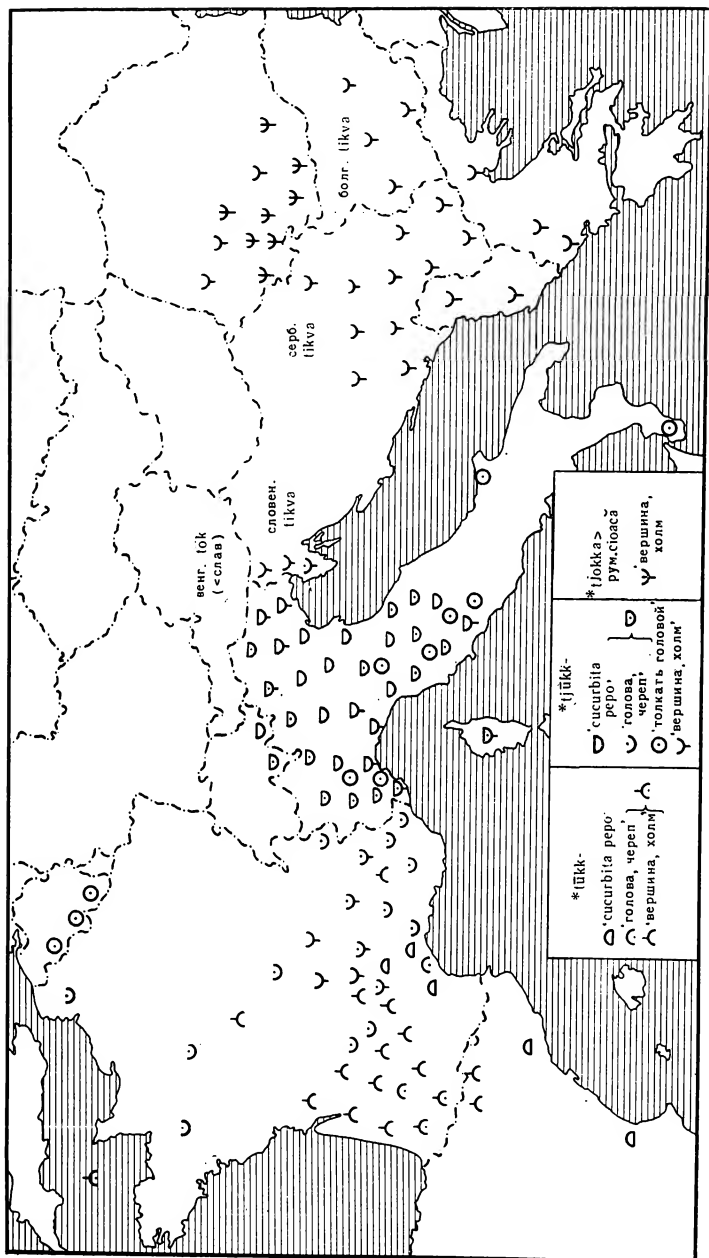 венг. tok
(<слав)
словен.
tikva
серб.
tikva
болг. tikva
*tūkk-
'cucurbita pepo'
'голова, череп'
'вершина, холм'
*tjūkk-
'cucurbita
pepo'
'голова,
череп'
'толкать головой'
'вершина, холм'
*tjokka>
рум.cioacă
'вершина,
холм